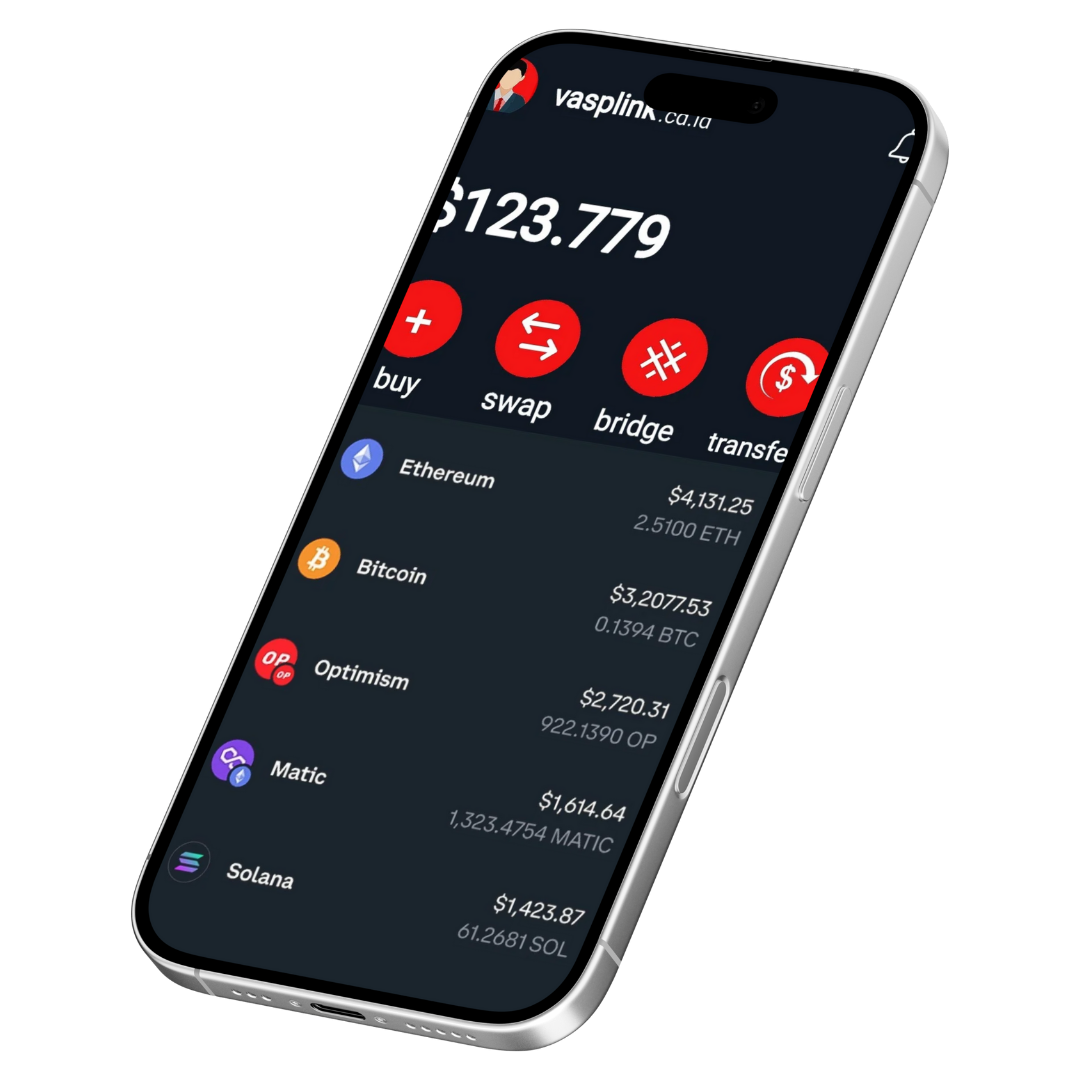 vasplink.co.id
$123.779
buy
swap
bridge
transfe
Ethereum
$4,131.25
2.5100 ETH
Bitcoin
$3,2077.53
0.1394 BTC
OP OP
Optimism
$2,720.31
922.1390 OP
Matic
$1,614.64
1,323.4754 MATIC
Solana
$1,423.87
61.2681 SOL